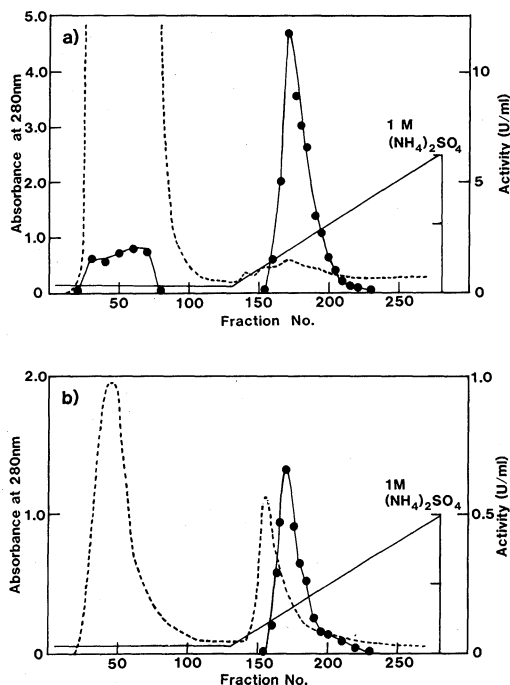 a)
5.0
4.0
3.0
2.0
1.0
0
Absorbance at 280nm
10
5
0
Activity (U/ml)
1 M
(NH₄)₂SO₄
50
100
150
200
250
Fraction No.
b)
2.0
1.0
0
Absorbance at 280nm
1.0
0.5
0
Activity (U/ml)
1M
(NH₄)₂SO₄
50
100
150
200
250
Fraction No.